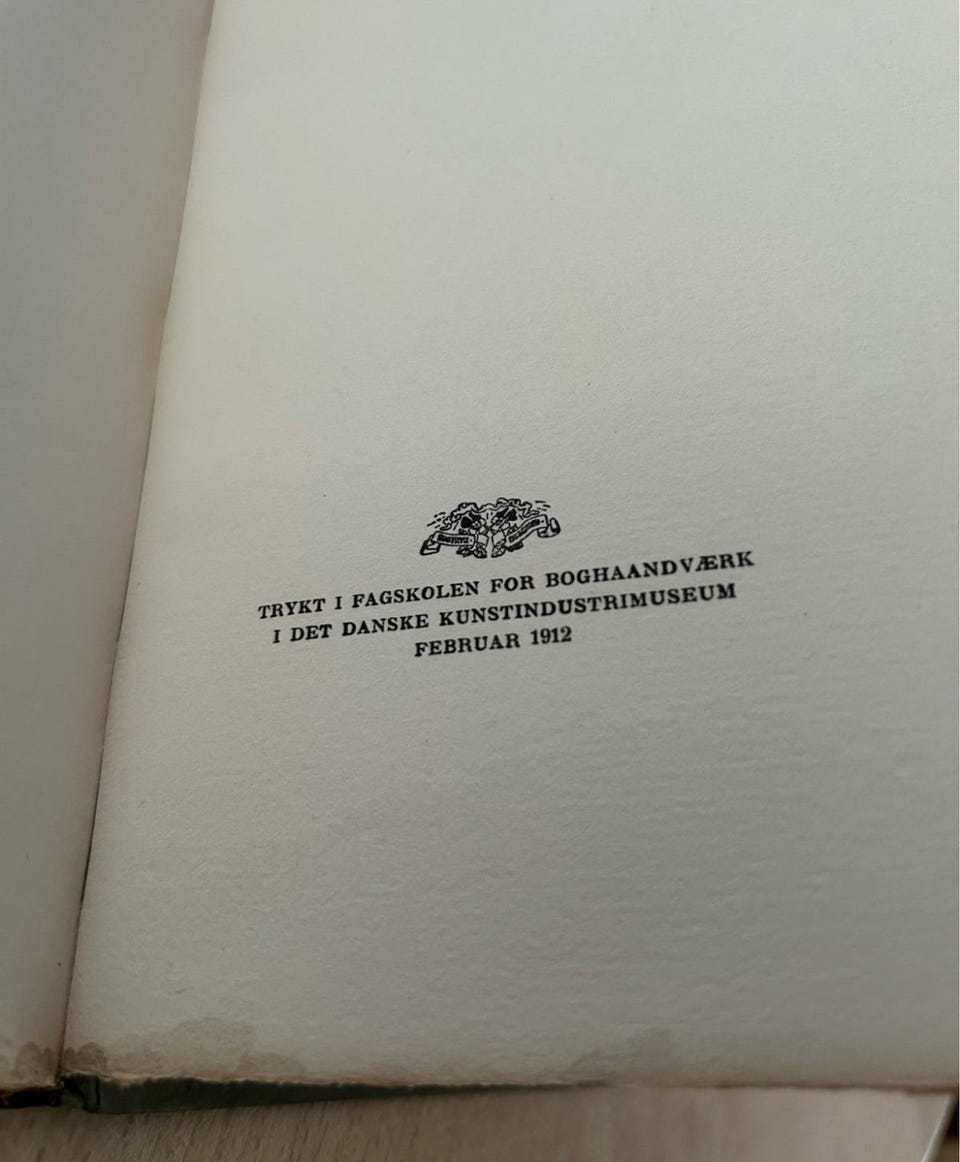 TRYKT I FAGSKOLEN FOR BOGHAANDVÆRK
I DET DANSKE KUNSTINDUSTRIMUSEUM
FEBRUAR 1912